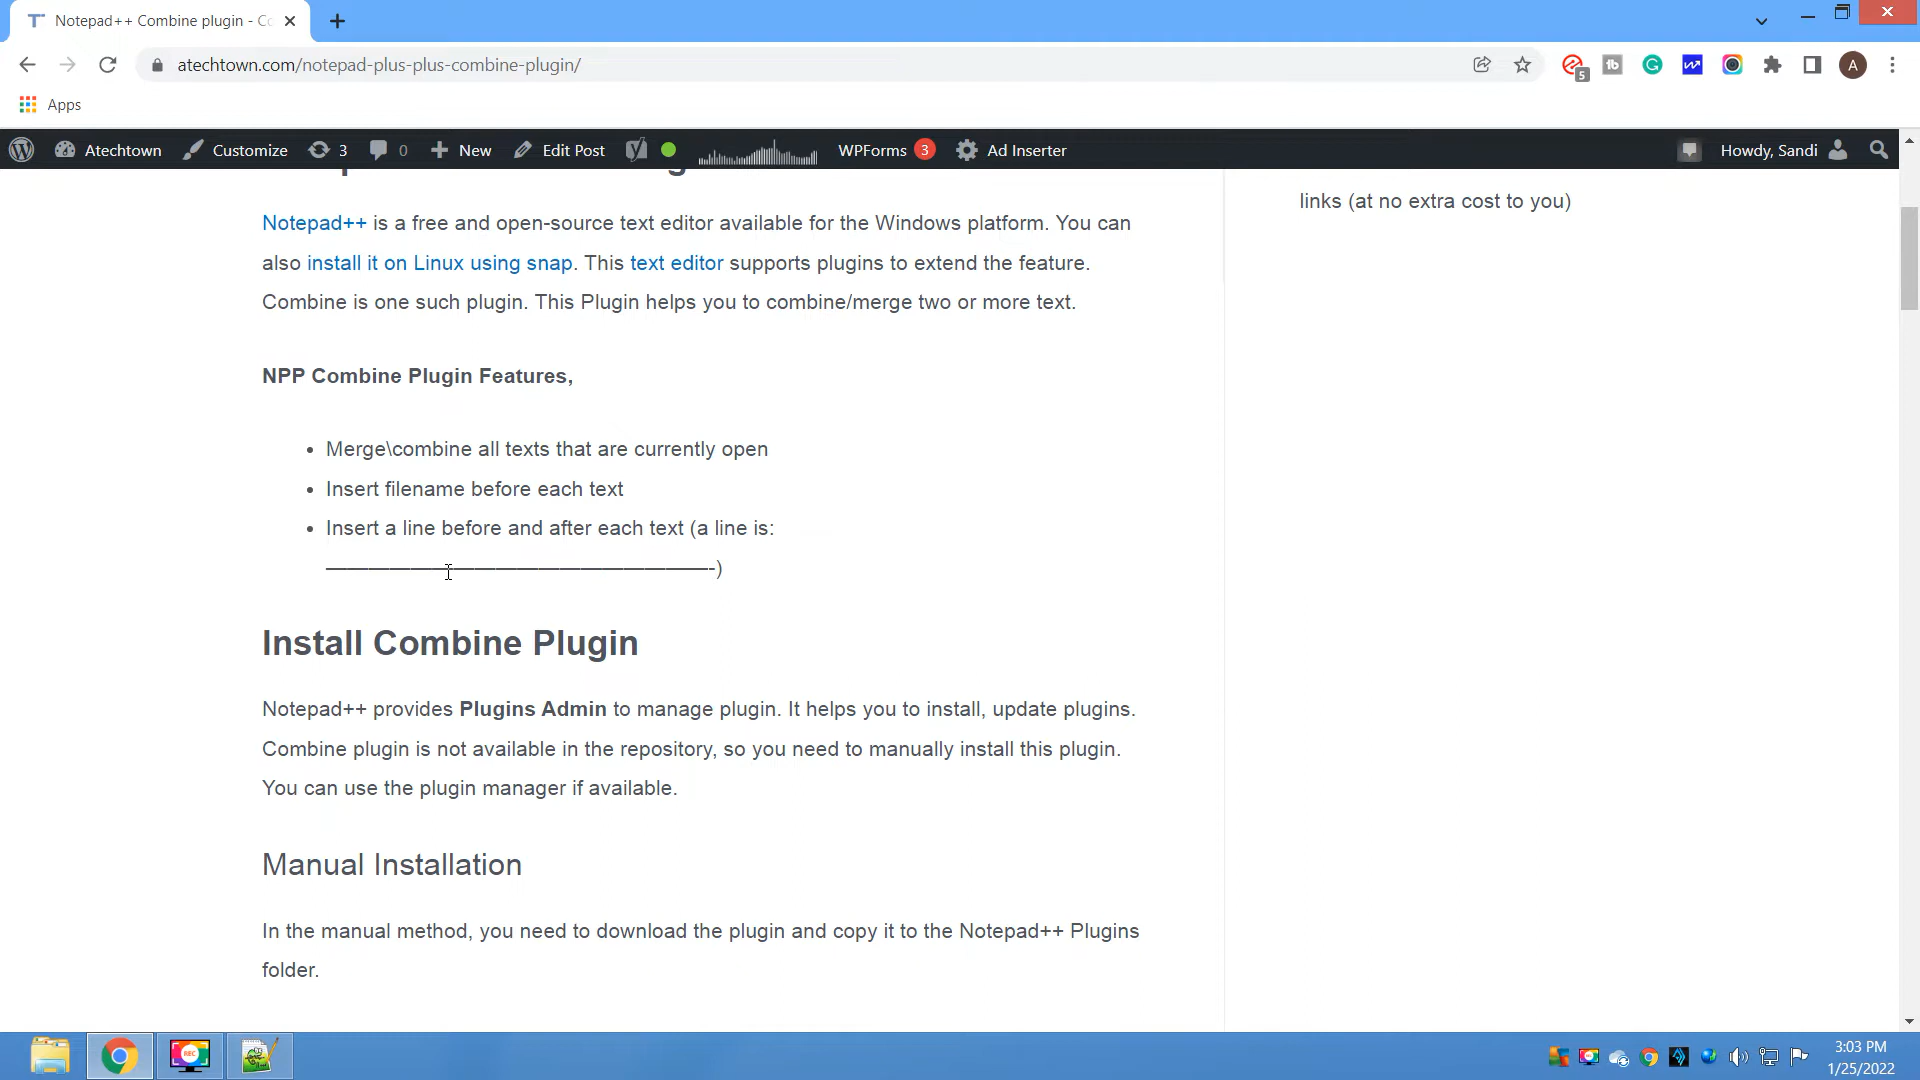 Notepad++ Combine plugin - Co
atechtown.com/notepad-plus-plus-combine-plugin/
5
A
Apps
Atechtown
Customize
3
0
New
Edit Post
WPForms 3
Ad Inserter
Howdy, Sandi
Notepad++ is a free and open-source text editor available for the Windows platform. You can
also install it on Linux using snap. This text editor supports plugins to extend the feature.
Combine is one such plugin. This Plugin helps you to combine/merge two or more text.
links (at no extra cost to you)
NPP Combine Plugin Features,
• Merge\combine all texts that are currently open
• Insert filename before each text
• Insert a line before and after each text (a line is:
——————————————————-)
Install Combine Plugin
Notepad++ provides Plugins Admin to manage plugin. It helps you to install, update plugins.
Combine plugin is not available in the repository, so you need to manually install this plugin.
You can use the plugin manager if available.
Manual Installation
In the manual method, you need to download the plugin and copy it to the Notepad++ Plugins
folder.
REC
3:03 PM
1/25/2022